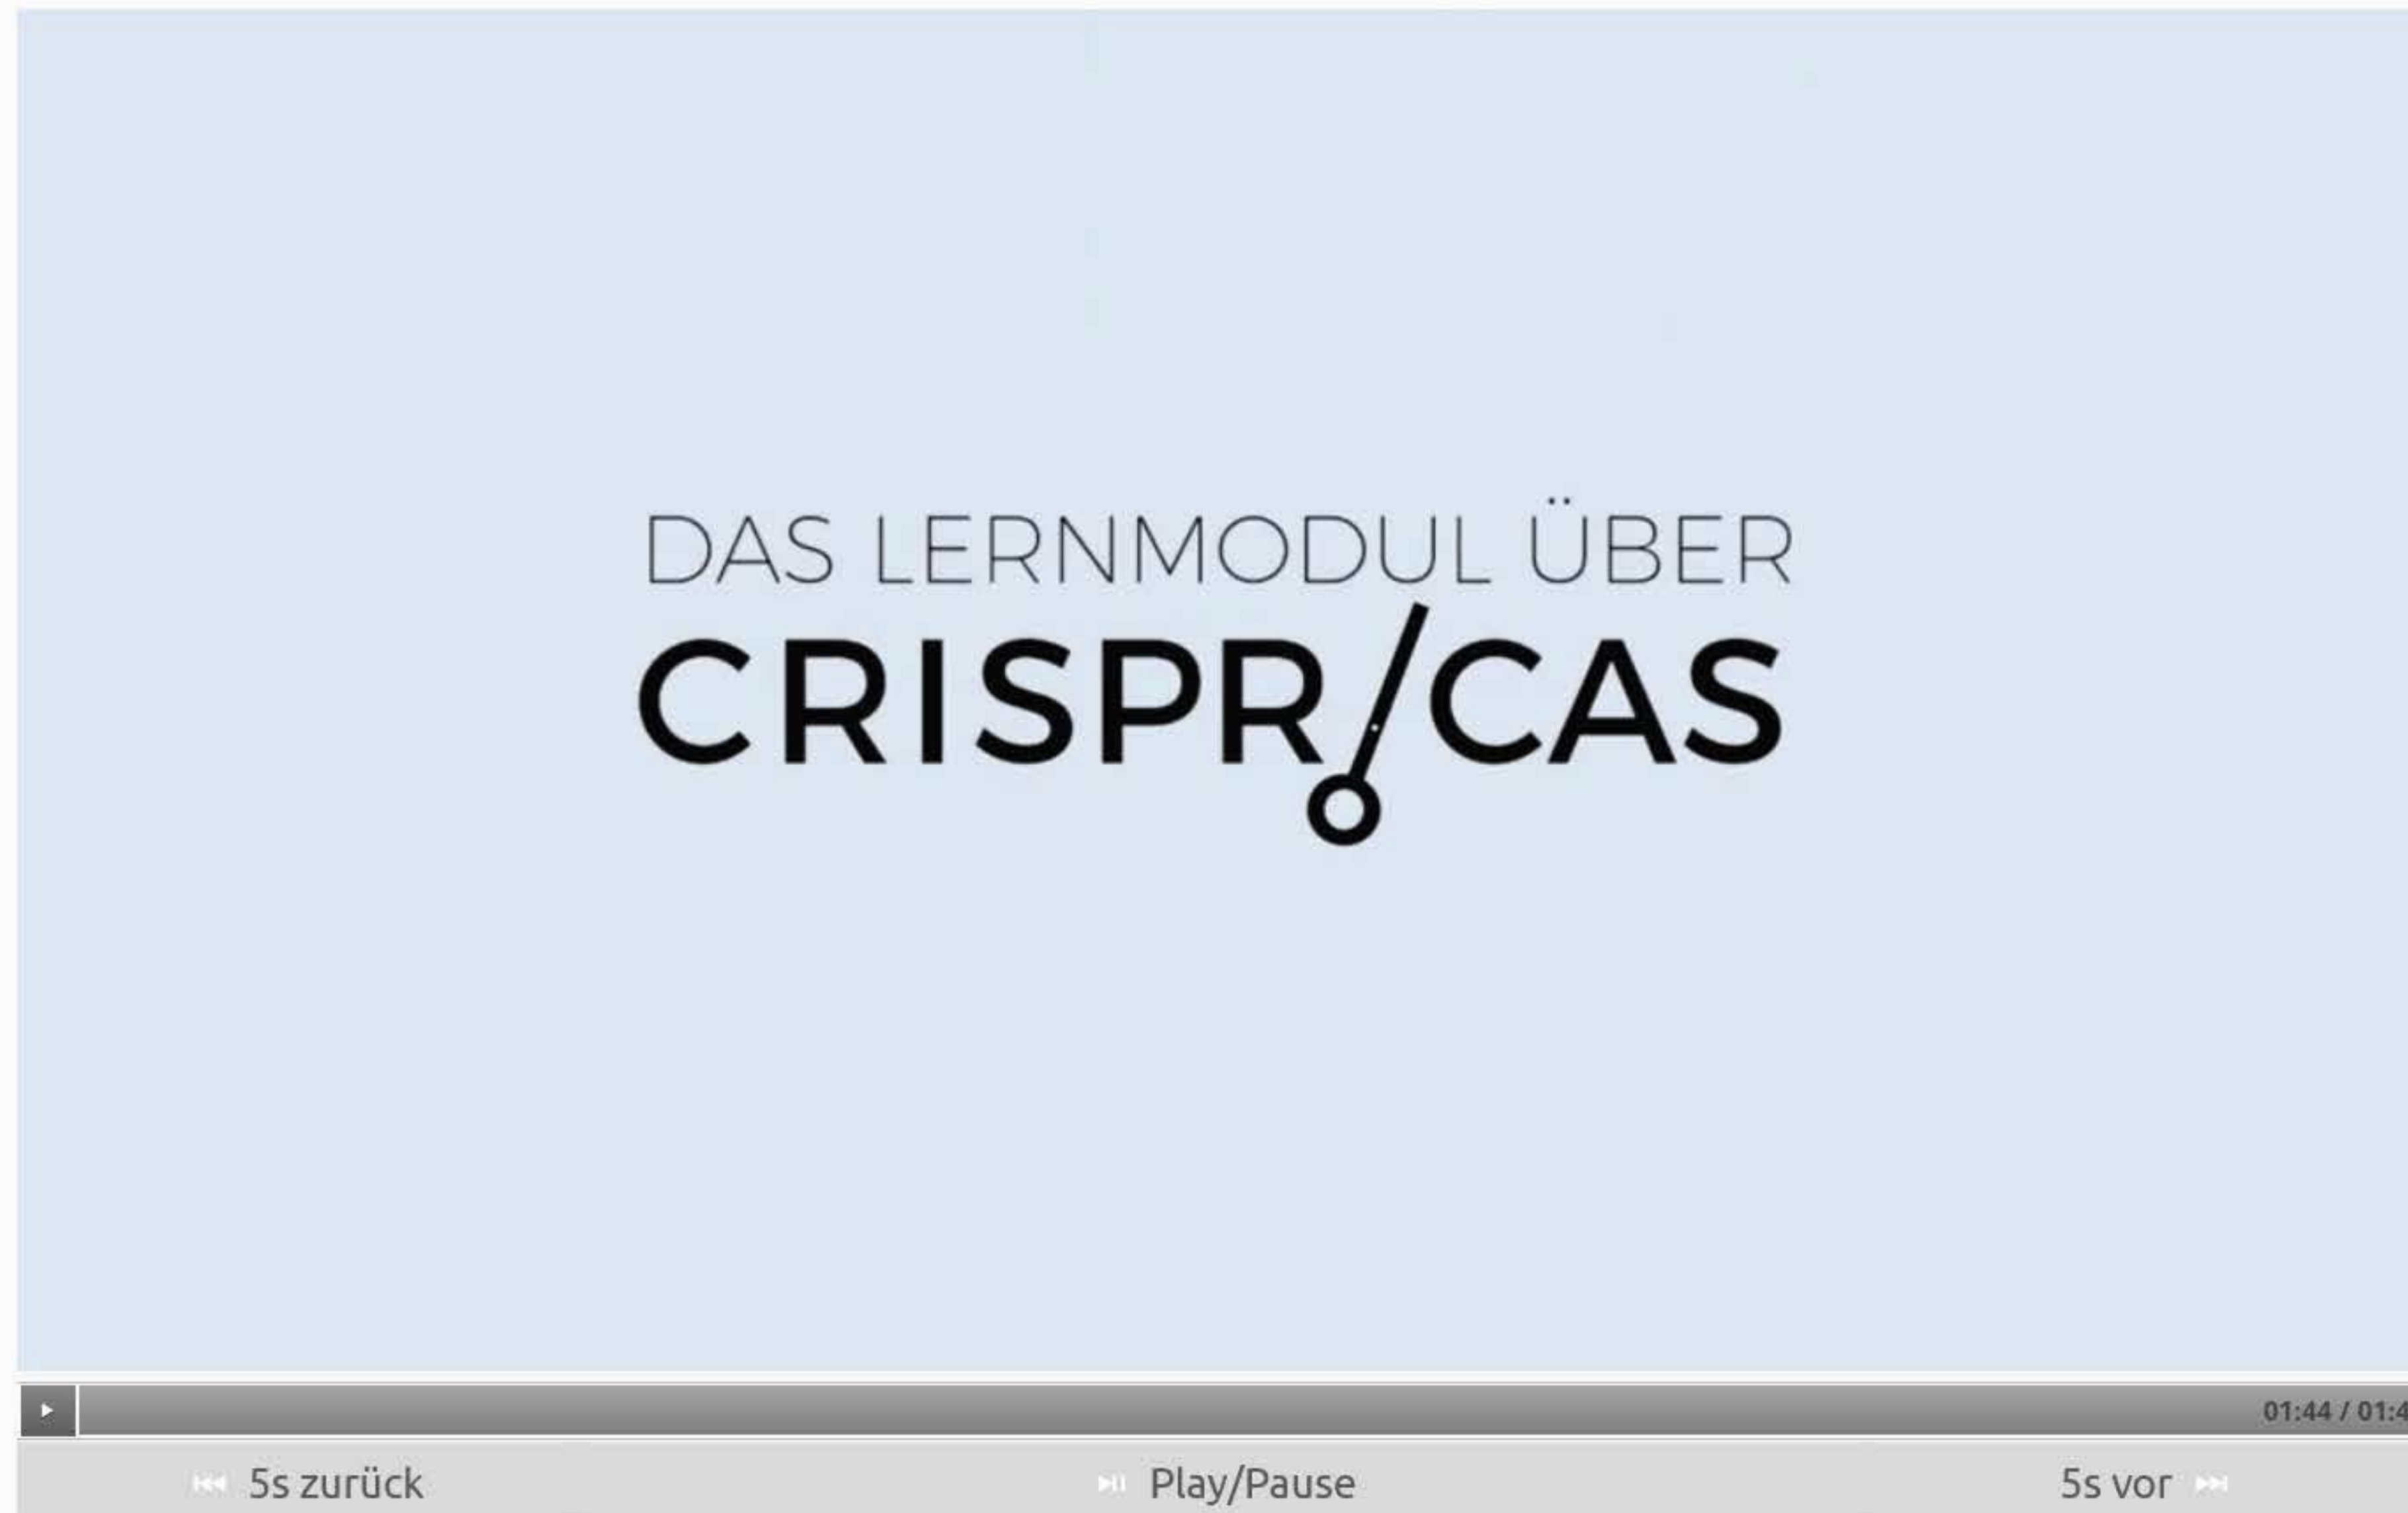 DAS LERNMODUL ÜBER
CRISPR/CAS
01:44 / 01:4
5s zurück
Play/Pause
5s vor